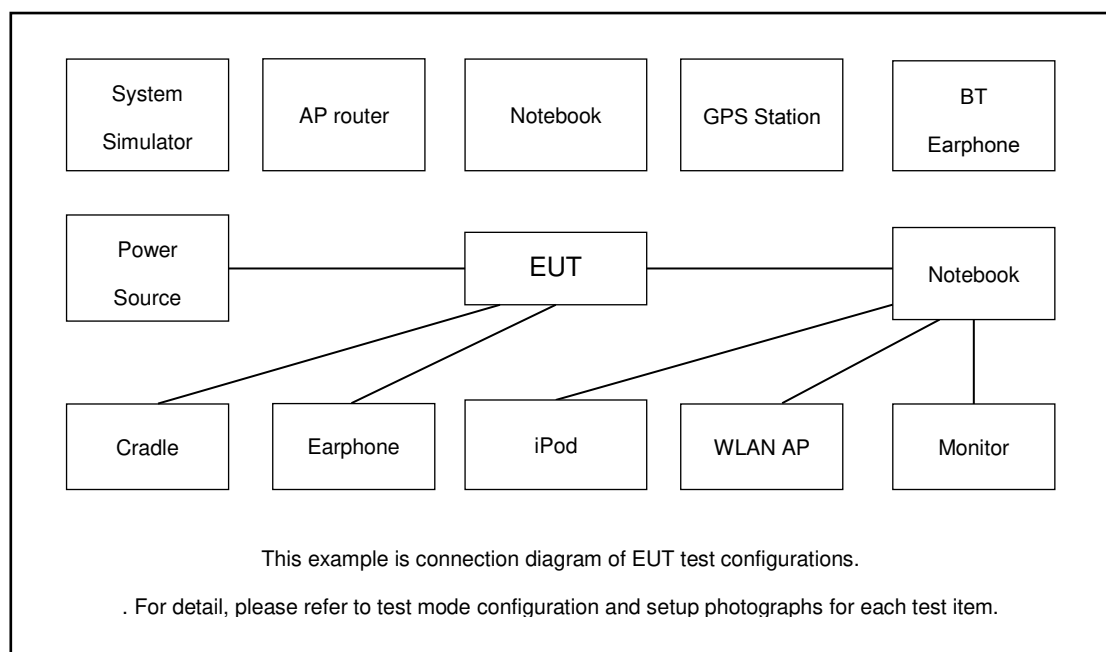 System
Simulator
AP router
Notebook
GPS Station
BT
Earphone
Power
Source
EUT
Notebook
Cradle
Earphone
iPod
WLAN AP
Monitor
This example is connection diagram of EUT test configurations.
. For detail, please refer to test mode configuration and setup photographs for each test item.